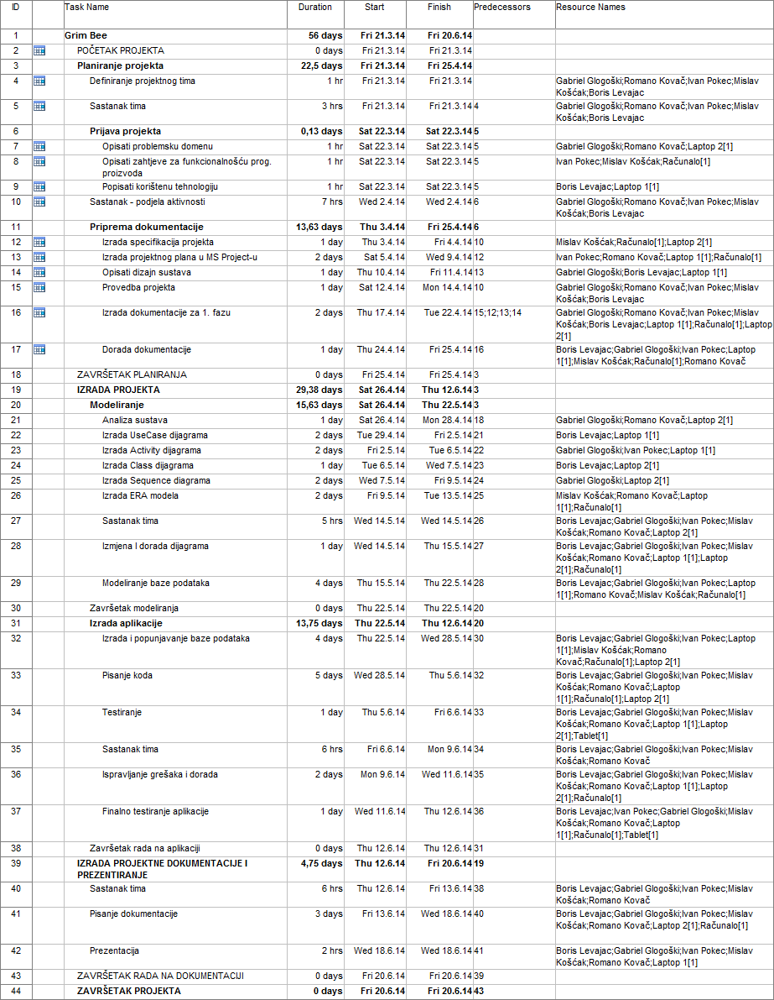 ID Task Name Duration Start Finish Predecessors Resource Names
1 Grim Bee 56 days Fri 21.3.14 Fri 20.6.14
2 POČETAK PROJEKTA 0 days Fri 21.3.14 Fri 21.3.14
3 Planiranje projekta 22,5 days Fri 21.3.14 Fri 25.4.14
4 Definiranje projektnog tima 1 hr Fri 21.3.14 Fri 21.3.14 Gabriel Glogoški;Romano Kovač;Ivan Pokec;Mislav
Košćak;Boris Levajac
5 Sastanak tima 3 hrs Fri 21.3.14 Fri 21.3.14 4 Gabriel Glogoški;Romano Kovač;Ivan Pokec;Mislav
Košćak;Boris Levajac
6 Prijava projekta 0,13 days Sat 22.3.14 Sat 22.3.14 5
7 Opisati problemsku domenu 1 hr Sat 22.3.14 Sat 22.3.14 5 Gabriel Glogoški;Romano Kovač;Laptop 2[1]
8 Opisati zahtjeve za funkcionalnošću prog. 1 hr Sat 22.3.14 Sat 22.3.14 5 Ivan Pokec;Mislav Košćak;Računalo[1]
proizvoda
9 Popisati korištenu tehnologiju 1 hr Sat 22.3.14 Sat 22.3.14 5 Boris Levajac;Laptop 1[1]
10 Sastanak - podjela aktivnosti 7 hrs Wed 2.4.14 Wed 2.4.14 6 Gabriel Glogoški;Romano Kovač;Ivan Pokec;Mislav
Košćak;Boris Levajac
11 Priprema dokumentacije 13,63 days Thu 3.4.14 Fri 25.4.14 6
12 Izrada specifikacija projekta 1 day Thu 3.4.14 Fri 4.4.14 10 Mislav Košćak;Računalo[1];Laptop 2[1]
13 Izrada projektnog plana u MS Project-u 2 days Sat 5.4.14 Wed 9.4.14 12 Ivan Pokec;Romano Kovač;Laptop 1[1];Računalo[1]
14 Opisati dizajn sustava 1 day Thu 10.4.14 Fri 11.4.14 13 Gabriel Glogoški;Boris Levajac;Laptop 1[1]
15 Provedba projekta 1 day Sat 12.4.14 Mon 14.4.14 10 Gabriel Glogoški;Romano Kovač;Ivan Pokec;Mislav
Košćak;Boris Levajac
16 Izrada dokumentacije za 1. fazu 2 days Thu 17.4.14 Tue 22.4.14 15;12;13;14 Gabriel Glogoški;Romano Kovač;Ivan Pokec;Mislav
Košćak;Boris Levajac;Laptop 1[1];Računalo[1];Laptop
2[1]
17 Dorada dokumentacije 1 day Thu 24.4.14 Fri 25.4.14 16 Boris Levajac;Gabriel Glogoški;Ivan Pokec;Laptop
1[1];Mislav Košćak;Računalo[1];Romano Kovač
18 ZAVRŠETAK PLANIRANJA 0 days Fri 25.4.14 Fri 25.4.14 3
19 IZRADA PROJEKTA 29,38 days Sat 26.4.14 Thu 12.6.14 3
20 Modeliranje 15,63 days Sat 26.4.14 Thu 22.5.14 3
21 Analiza sustava 1 day Sat 26.4.14 Mon 28.4.14 18 Gabriel Glogoški;Romano Kovač;Laptop 2[1]
22 Izrada UseCase dijagrama 2 days Tue 29.4.14 Fri 2.5.14 21 Boris Levajac;Laptop 1[1]
23 Izrada Activity dijagrama 2 days Fri 2.5.14 Tue 6.5.14 22 Gabriel Glogoški;Ivan Pokec;Laptop 1[1]
24 Izrada Class dijagrama 1 day Tue 6.5.14 Wed 7.5.14 23 Boris Levajac;Laptop 2[1]
25 Izrada Sequence diagrama 2 days Wed 7.5.14 Fri 9.5.14 24 Gabriel Glogoški;Laptop 2[1]
26 Izrada ERA modela 2 days Fri 9.5.14 Tue 13.5.14 25 Mislav Košćak;Romano Kovač;Laptop
1[1];Računalo[1]
27 Sastanak tima 5 hrs Wed 14.5.14 Wed 14.5.14 26 Boris Levajac;Gabriel Glogoški;Ivan Pokec;Mislav
Košćak;Romano Kovač;Laptop 2[1]
28 Izmjena I dorada dijagrama 1 day Wed 14.5.14 Thu 15.5.14 27 Boris Levajac;Gabriel Glogoški;Ivan Pokec;Mislav
Košćak;Romano Kovač;Laptop 1[1];Laptop
2[1];Računalo[1]
29 Modeliranje baze podataka 4 days Thu 15.5.14 Thu 22.5.14 28 Boris Levajac;Gabriel Glogoški;Ivan Pokec;Laptop
1[1];Romano Kovač;Mislav Košćak;Računalo[1]
30 Završetak modeliranja 0 days Thu 22.5.14 Thu 22.5.14 20
31 Izrada aplikacije 13,75 days Thu 22.5.14 Thu 12.6.14 20
32 Izrada i popunjavanje baze podataka 4 days Thu 22.5.14 Wed 28.5.14 30 Boris Levajac;Gabriel Glogoški;Ivan Pokec;Laptop
1[1];Mislav Košćak;Romano
Kovač;Računalo[1];Laptop 2[1]
33 Pisanje koda 5 days Wed 28.5.14 Thu 5.6.14 32 Boris Levajac;Gabriel Glogoški;Ivan Pokec;Mislav
Košćak;Romano Kovač;Laptop
1[1];Računalo[1];Laptop 2[1]
34 Testiranje 1 day Thu 5.6.14 Fri 6.6.14 33 Boris Levajac;Gabriel Glogoški;Ivan Pokec;Mislav
Košćak;Romano Kovač;Laptop 1[1];Laptop
2[1];Tablet[1]
35 Sastanak tima 6 hrs Fri 6.6.14 Mon 9.6.14 34 Boris Levajac;Gabriel Glogoški;Ivan Pokec;Mislav
Košćak;Romano Kovač
36 Ispravljanje grešaka i dorada 2 days Mon 9.6.14 Wed 11.6.14 35 Boris Levajac;Gabriel Glogoški;Ivan Pokec;Mislav
Košćak;Romano Kovač;Laptop 1[1];Laptop
2[1];Računalo[1]
37 Finalno testiranje aplikacije 1 day Wed 11.6.14 Thu 12.6.14 36 Boris Levajac;Ivan Pokec;Gabriel Glogoški;Mislav
Košćak;Romano Kovač;Laptop
1[1];Računalo[1];Tablet[1]
38 Završetak rada na aplikaciji 0 days Thu 12.6.14 Thu 12.6.14 31
39 IZRADA PROJEKTNE DOKUMENTACIJE I 4,75 days Thu 12.6.14 Fri 20.6.14 19
PREZENTIRANJE
40 Sastanak tima 6 hrs Thu 12.6.14 Fri 13.6.14 38 Boris Levajac;Gabriel Glogoški;Ivan Pokec;Mislav
Košćak;Romano Kovač
41 Pisanje dokumentacije 3 days Fri 13.6.14 Wed 18.6.14 40 Boris Levajac;Gabriel Glogoški;Ivan Pokec;Mislav
Košćak;Romano Kovač;Laptop 2[1];Računalo[1]
42 Prezentacija 2 hrs Wed 18.6.14 Wed 18.6.14 41 Boris Levajac;Gabriel Glogoški;Ivan Pokec;Mislav
Košćak;Romano Kovač;Laptop 1[1]
43 ZAVRŠETAK RADA NA DOKUMENTACIJI 0 days Fri 20.6.14 Fri 20.6.14 39
44 ZAVRŠETAK PROJEKTA 0 days Fri 20.6.14 Fri 20.6.14 43